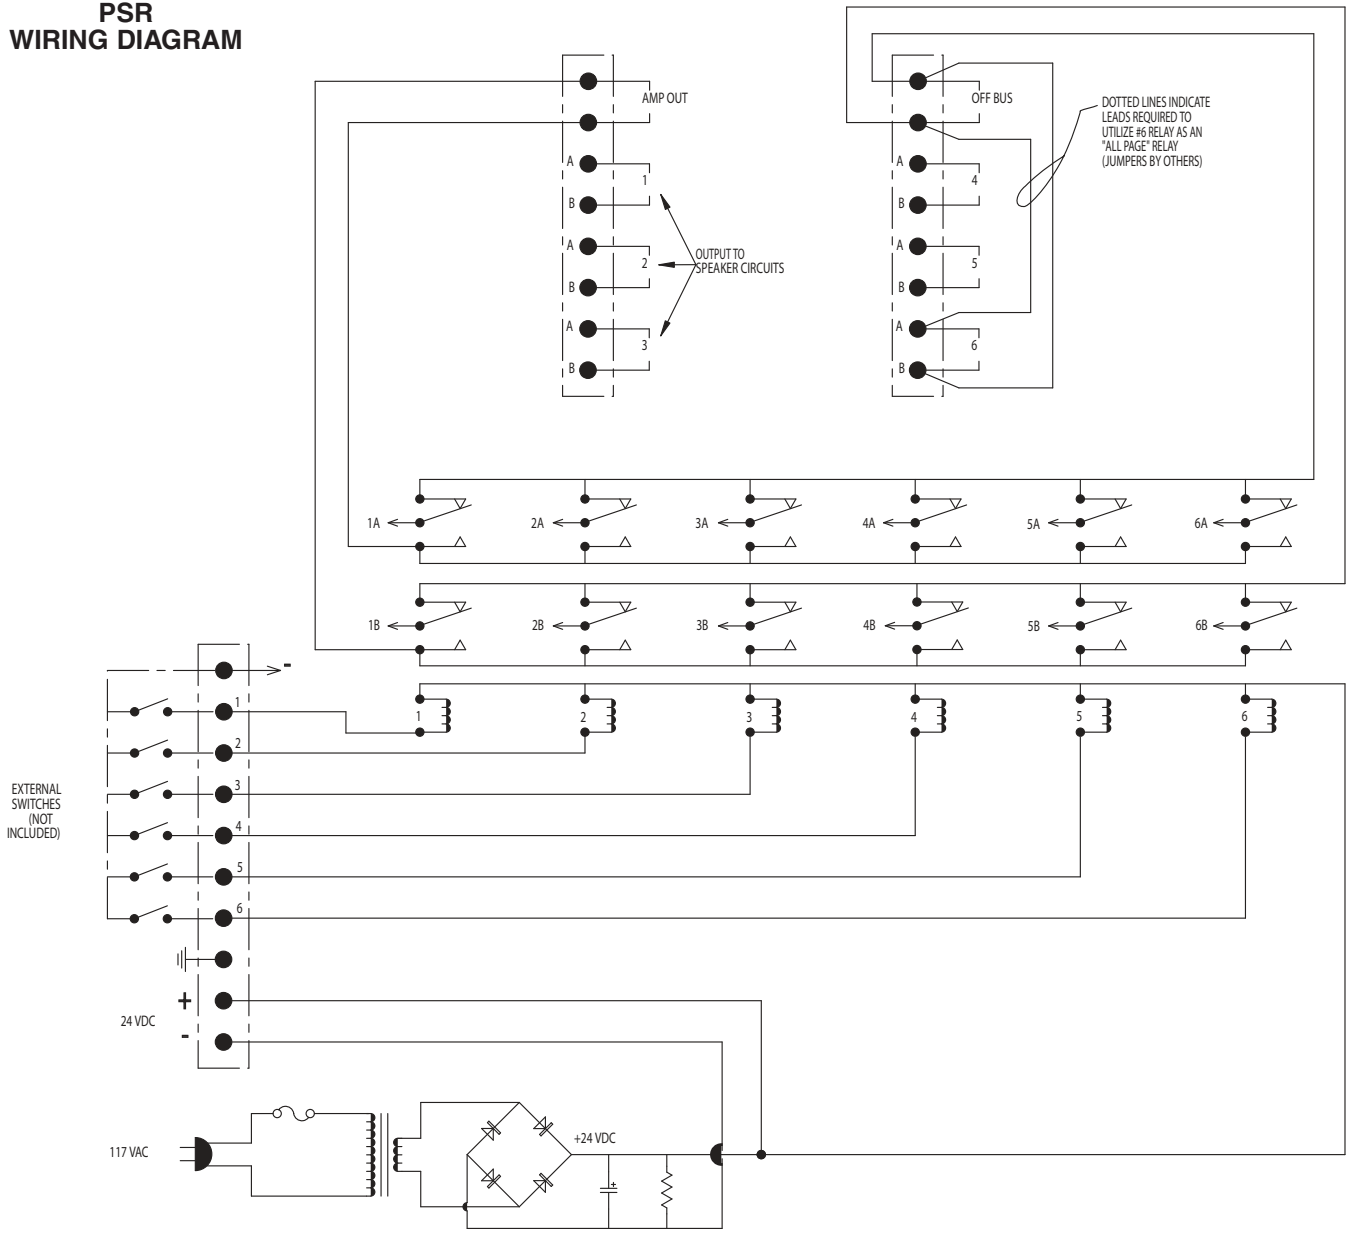 PSR
WIRING DIAGRAM
AMP OUT
A
1
B
A
2
B
A
3
B
OUTPUT TO
SPEAKER CIRCUITS
OFF BUS
A
4
B
A
5
B
A
6
B
DOTTED LINES INDICATE
LEADS REQUIRED TO
UTILIZE #6 RELAY AS AN
"ALL PAGE" RELAY
(JUMPERS BY OTHERS)
1A
2A
3A
4A
5A
6A
1B
2B
3B
4B
5B
6B
-
1
2
3
4
5
6
1
2
3
4
5
6
EXTERNAL
SWITCHES
(NOT
INCLUDED)
+
24 VDC
-
117 VAC
+24 VDC
+